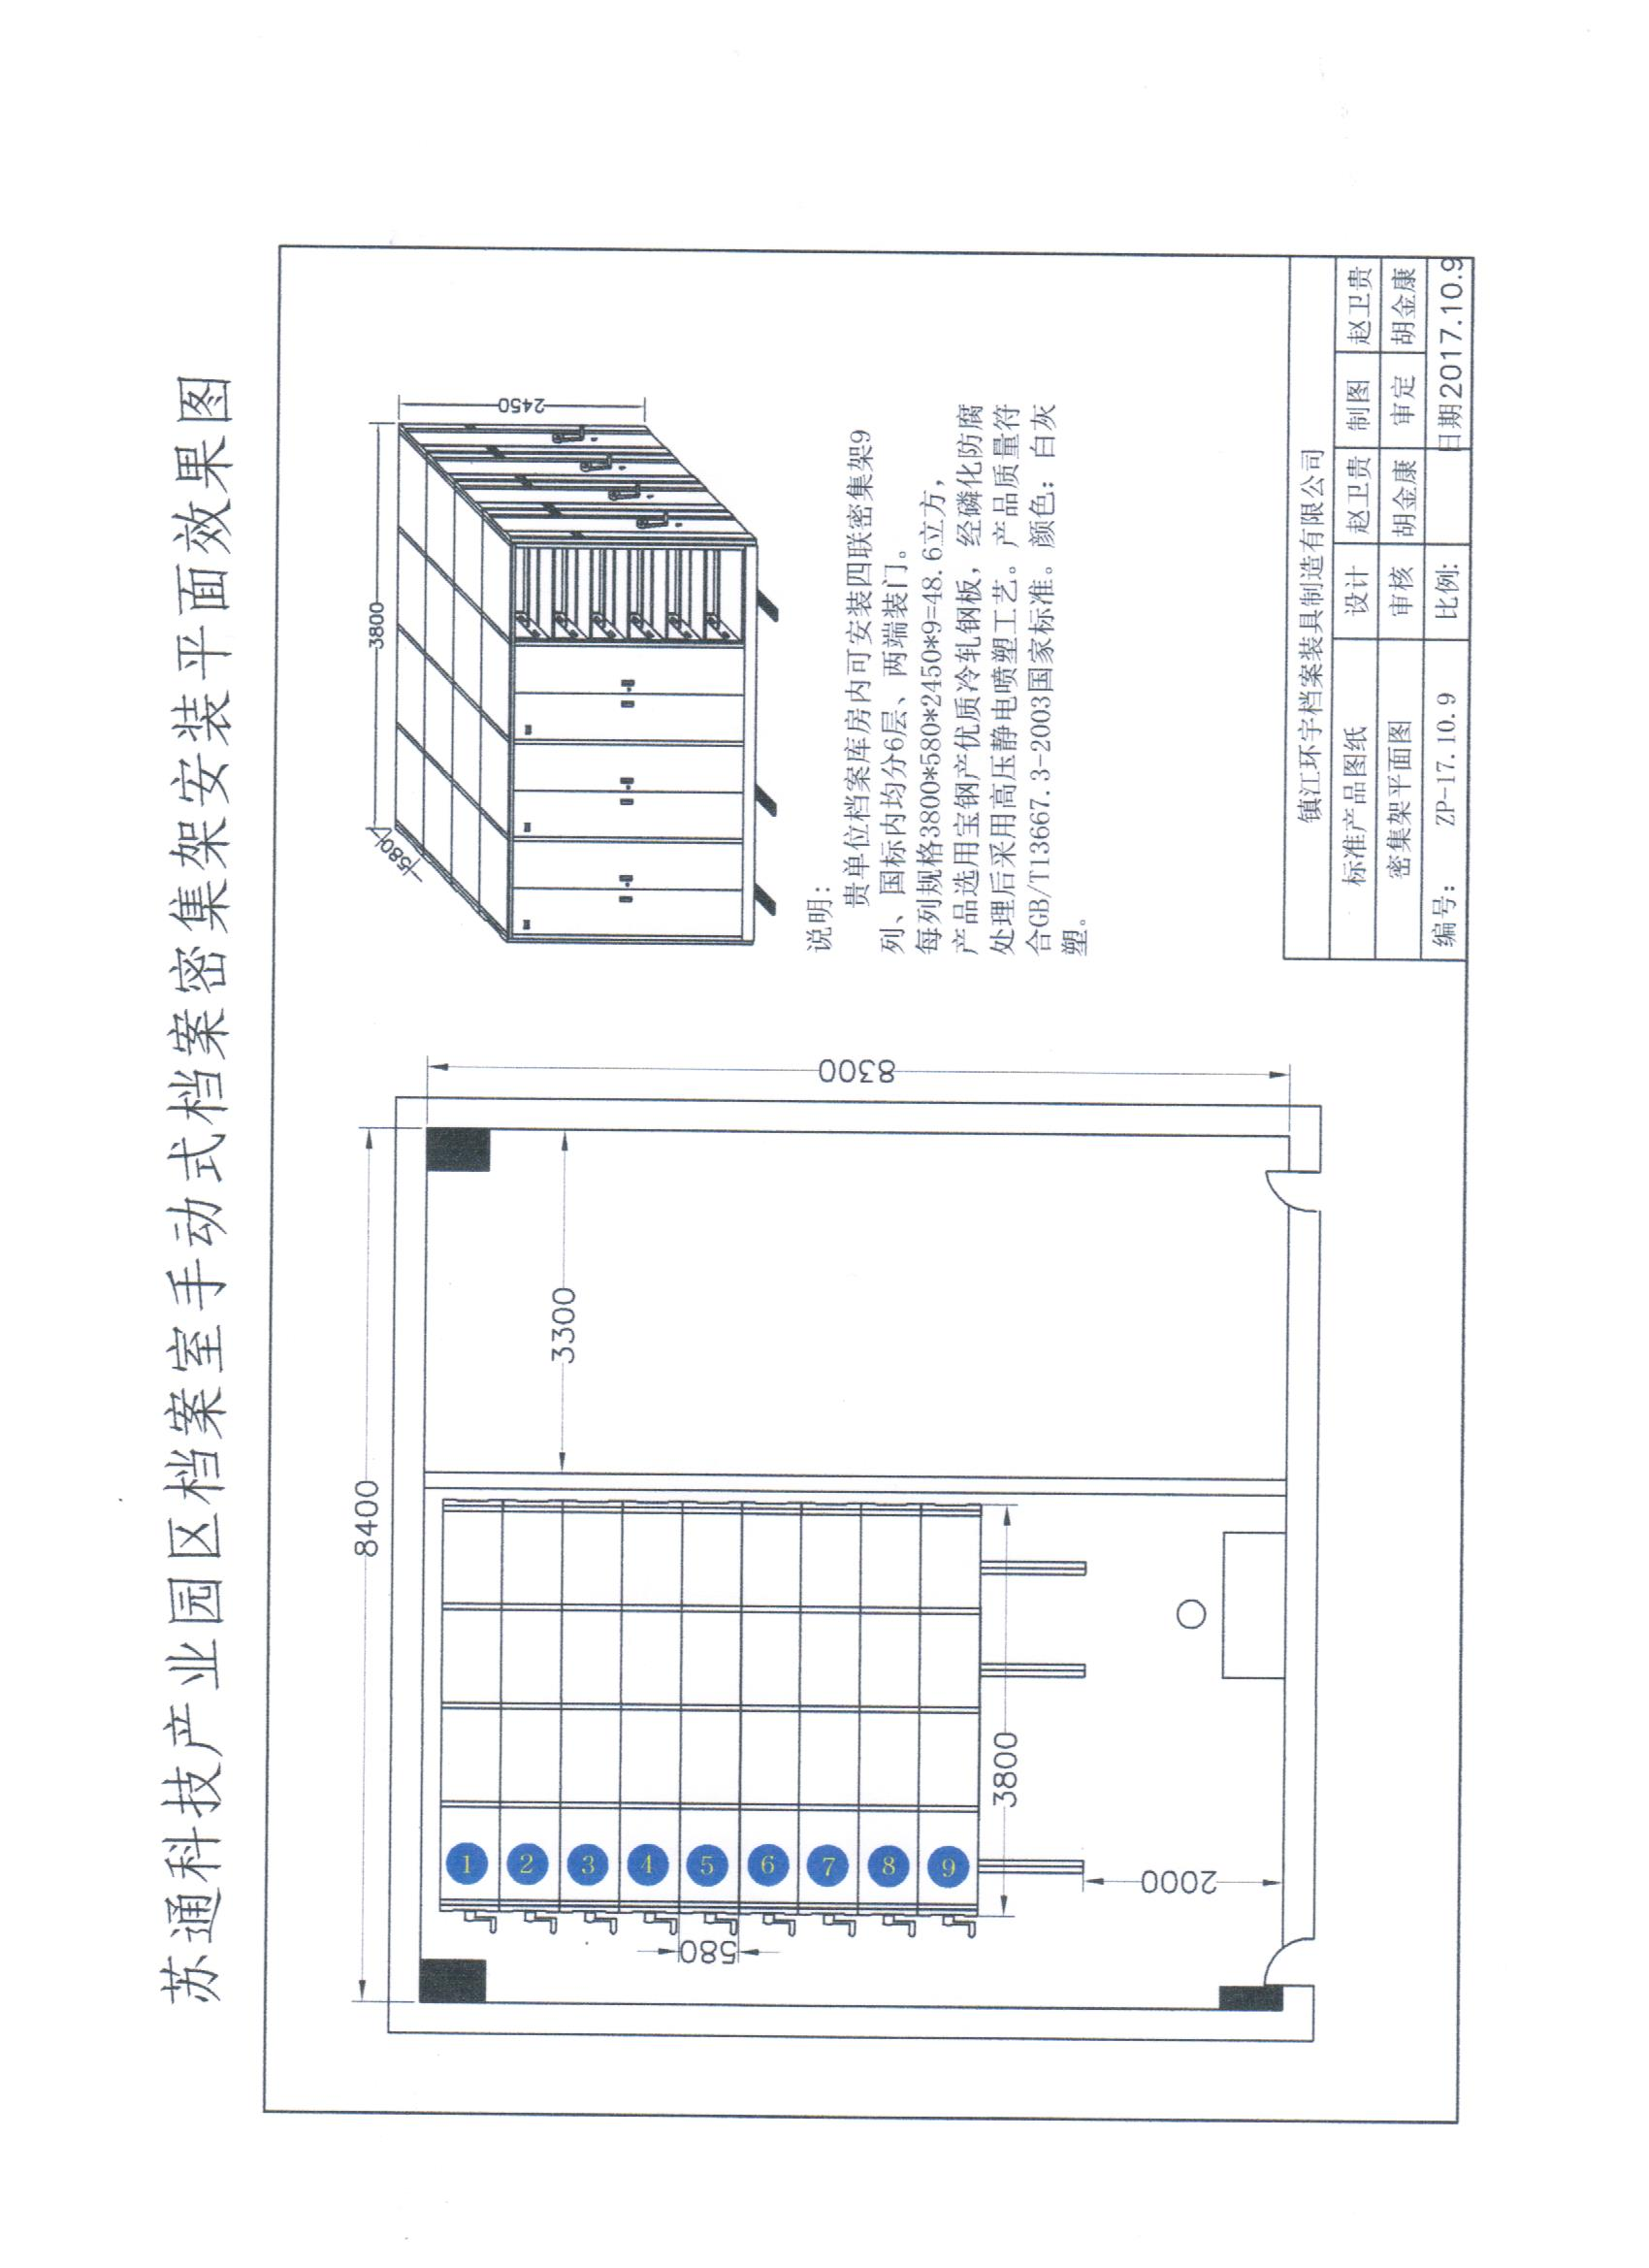 苏通科技产业园区档案室手动式档案密集架安装平面效果图
8400
3300
8300
1
2
3
4
5
6
7
8
9
580
3800
2000
580
3800
2450
说明:
贵单位档案库房内可安装四联密集架9
列、国标内均分6层、两端装门。
每列规格3800*580*2450*9=48.6立方,
产品选用宝钢产优质冷轧钢板,经磷化防腐
处理后采用高压静电喷塑工艺。产品质量符
合GB/T13667.3-2003国家标准。颜色:白灰
塑。
镇江环宇档案装具制造有限公司
标准产品图纸 设计 赵卫贵 制图 赵卫贵
密集架平面图 审核 胡金康 审定 胡金康
编号: ZP-17.10.9 比例: 日期2017.10.9